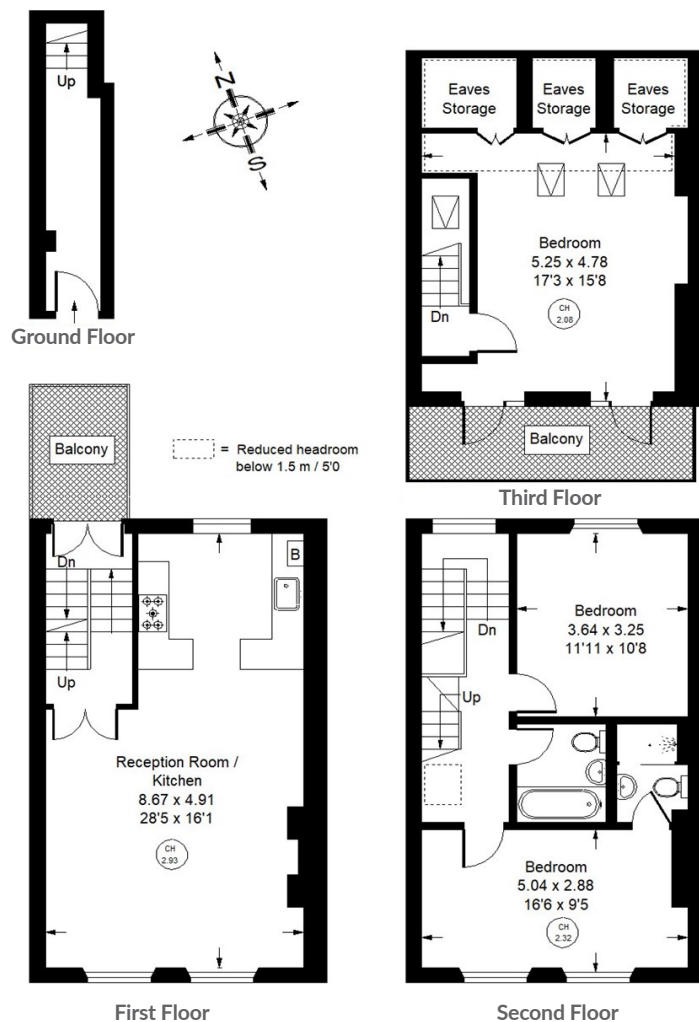 Up
Ground Floor
N
S
Eaves
Storage
Eaves
Storage
Eaves
Storage
Bedroom
5.25 x 4.78
17'3 x 15'8
CH
2.08
Dn
Balcony
Third Floor
Balcony
= Reduced headroom
below 1.5 m / 5'0
Dn
Up
B
Reception Room /
Kitchen
8.67 x 4.91
28'5 x 16'1
CH
2.93
First Floor
Dn
Up
Bedroom
3.64 x 3.25
11'11 x 10'8
Bedroom
5.04 x 2.88
16'6 x 9'5
CH
2.32
Second Floor